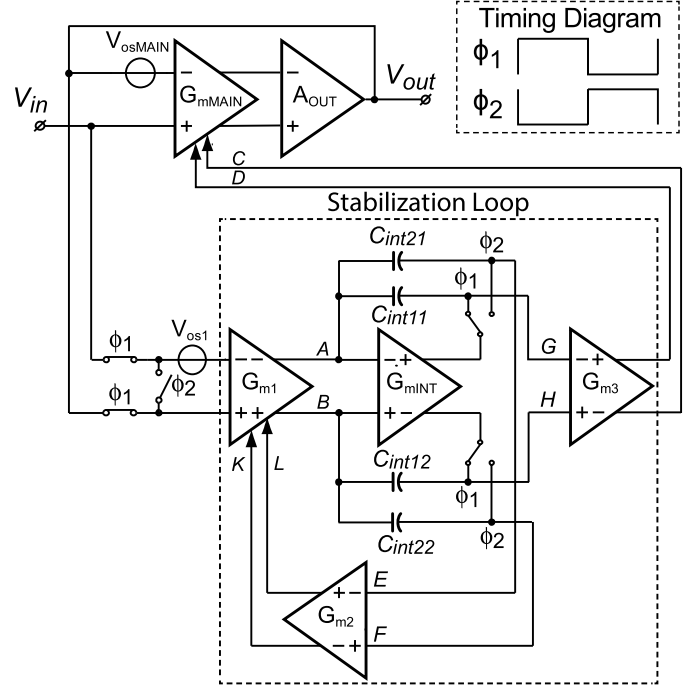 Timing Diagram
ϕ1
ϕ2
VosMAIN
Vin
−
+
GmMAIN
−
+
AOUT
Vout
C
D
Stabilization Loop
Cint21
ϕ2
ϕ1
Cint11
ϕ1
Vos1
ϕ2
ϕ1
− −
Gm1
+ +
A
B
− +
GmINT
+ −
G
H
− +
Gm3
+ −
K
L
Cint12
ϕ1
Cint22
ϕ2
E
+ −
Gm2
− +
F